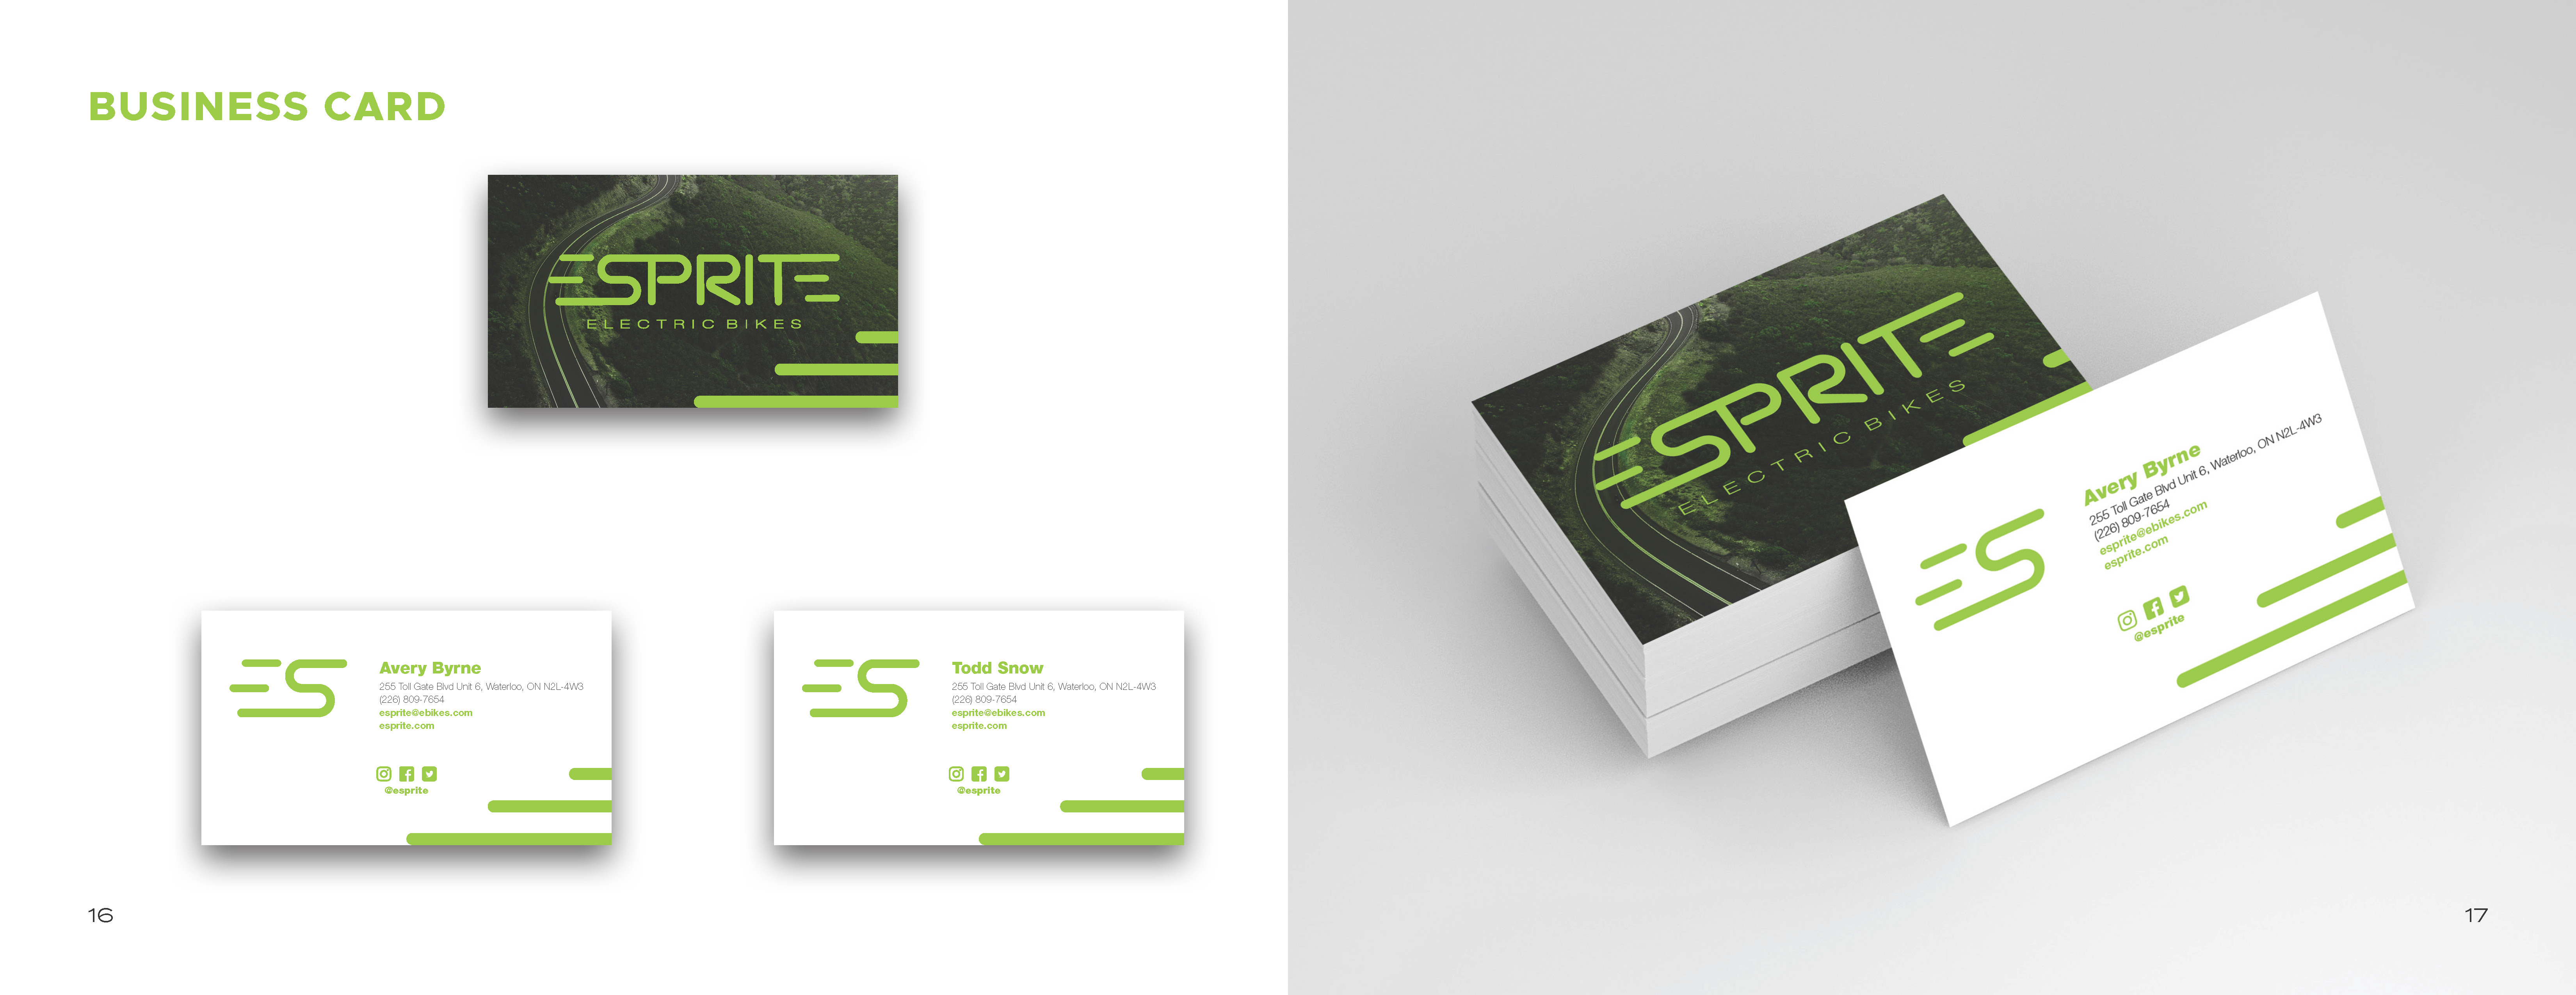 BUSINESS CARD
ESPRITE
ELECTRIC BIKES
ES
Avery Byrne
255 Toll Gate Blvd Unit 6, Waterloo, ON N2L-4W3
(226) 809-7654
esprite@ebikes.com
esprite.com
@esprite
ES
Todd Snow
255 Toll Gate Blvd Unit 6, Waterloo, ON N2L-4W3
(226) 809-7654
esprite@ebikes.com
esprite.com
@esprite
16
ESPRITE
ELECTRIC BIKES
ES
Avery Byrne
255 Toll Gate Blvd Unit 6, Waterloo, ON N2L-4W3
(226) 809-7654
esprite@ebikes.com
esprite.com
@esprite
17